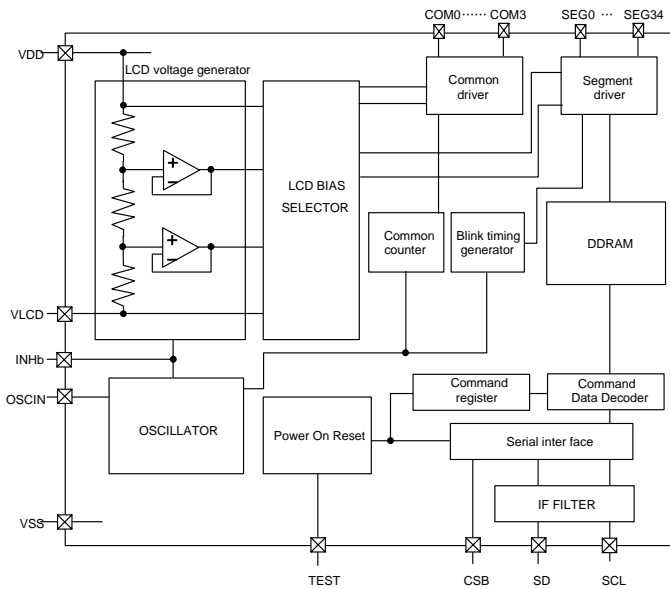 COM0……COM3
SEG0 … SEG34
VDD
LCD voltage generator
Common
driver
Segment
driver
+
−
LCD BIAS
SELECTOR
+
−
Common
counter
Blink timing
generator
DDRAM
VLCD
INHb
OSCIN
OSCILLATOR
Power On Reset
Command
register
Command
Data Decoder
Serial inter face
IF FILTER
VSS
TEST
CSB
SD
SCL